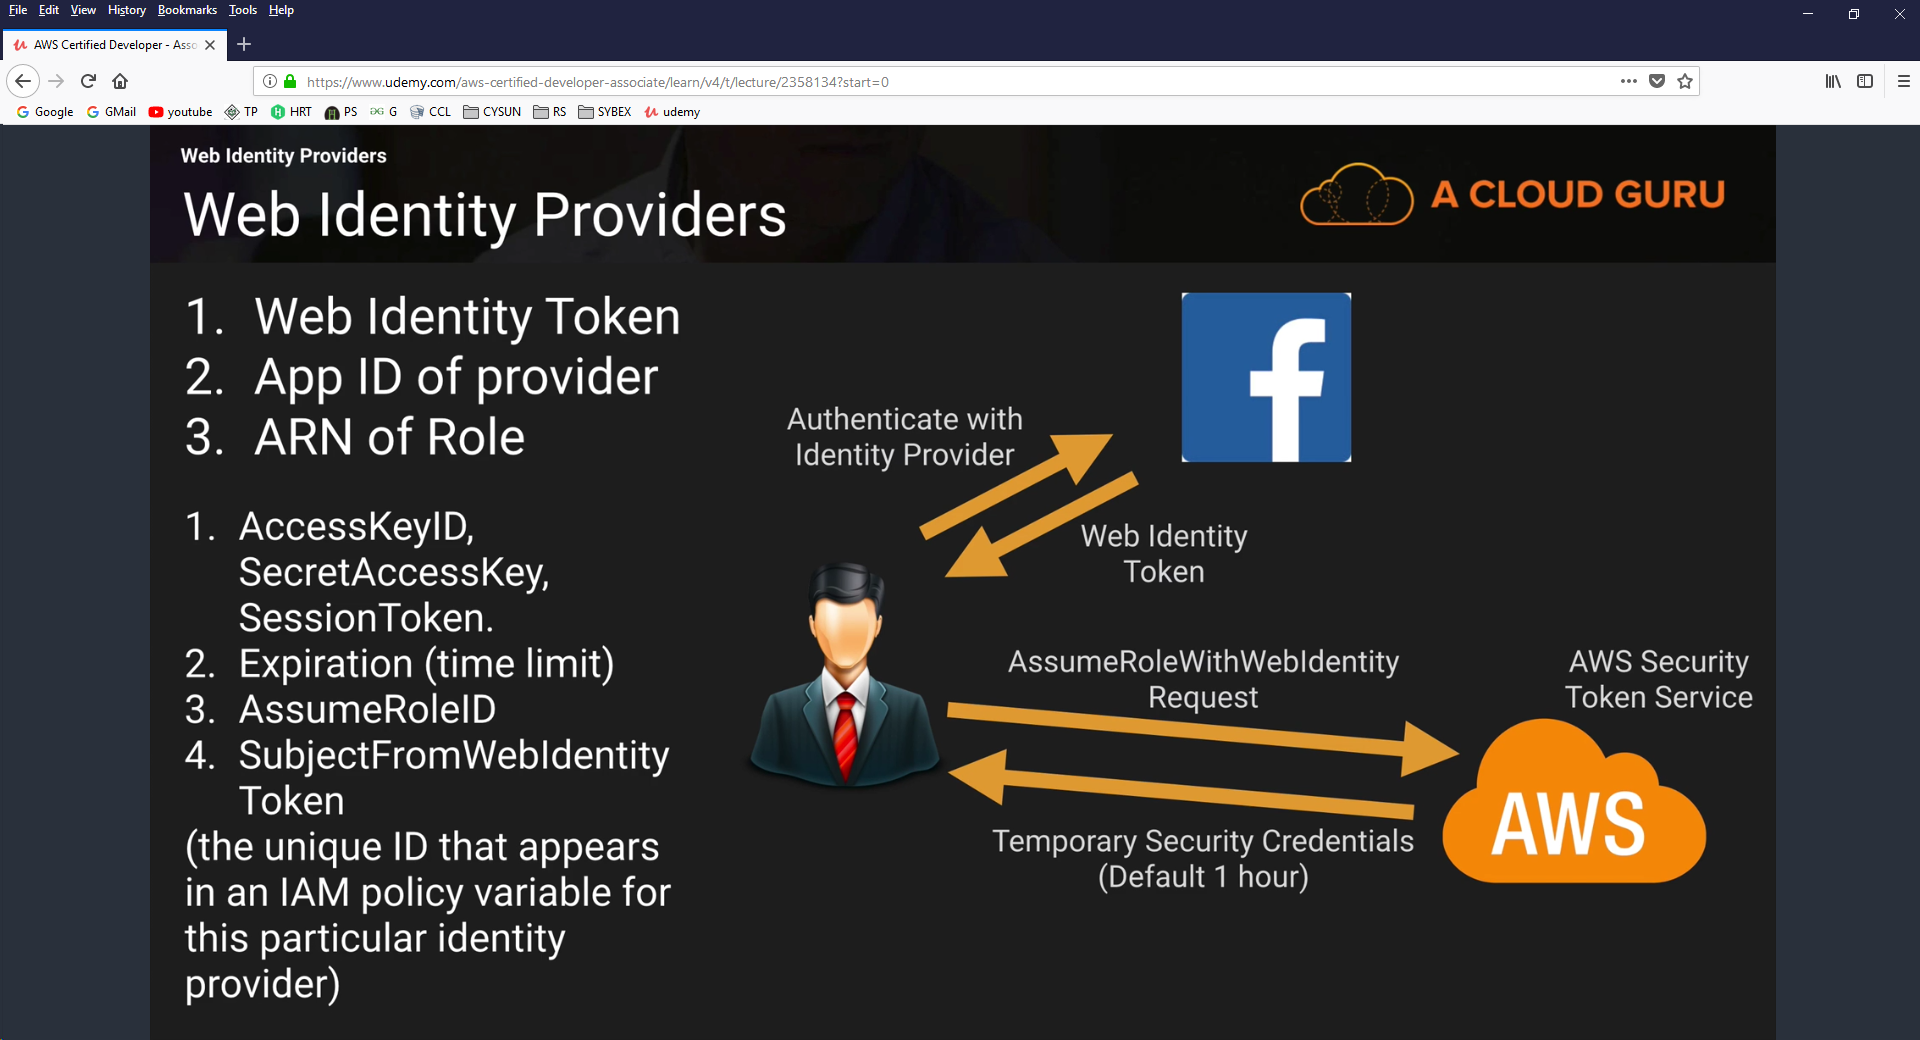 File Edit View History Bookmarks Tools Help
AWS Certified Developer - Asso
https://www.udemy.com/aws-certified-developer-associate/learn/v4/t/lecture/2358134?start=0
Google GMail youtube TP HRT PS G CCL CYSUN RS SYBEX udemy
Web Identity Providers
Web Identity Providers
A CLOUD GURU
1. Web Identity Token
2. App ID of provider
3. ARN of Role
1. AccessKeyID,
SecretAccessKey,
SessionToken.
2. Expiration (time limit)
3. AssumeRoleID
4. SubjectFromWebIdentity
Token
(the unique ID that appears
in an IAM policy variable for
this particular identity
provider)
Authenticate with
Identity Provider
f
Web Identity
Token
AssumeRoleWithWebIdentity
Request
AWS Security
Token Service
AWS
Temporary Security Credentials
(Default 1 hour)